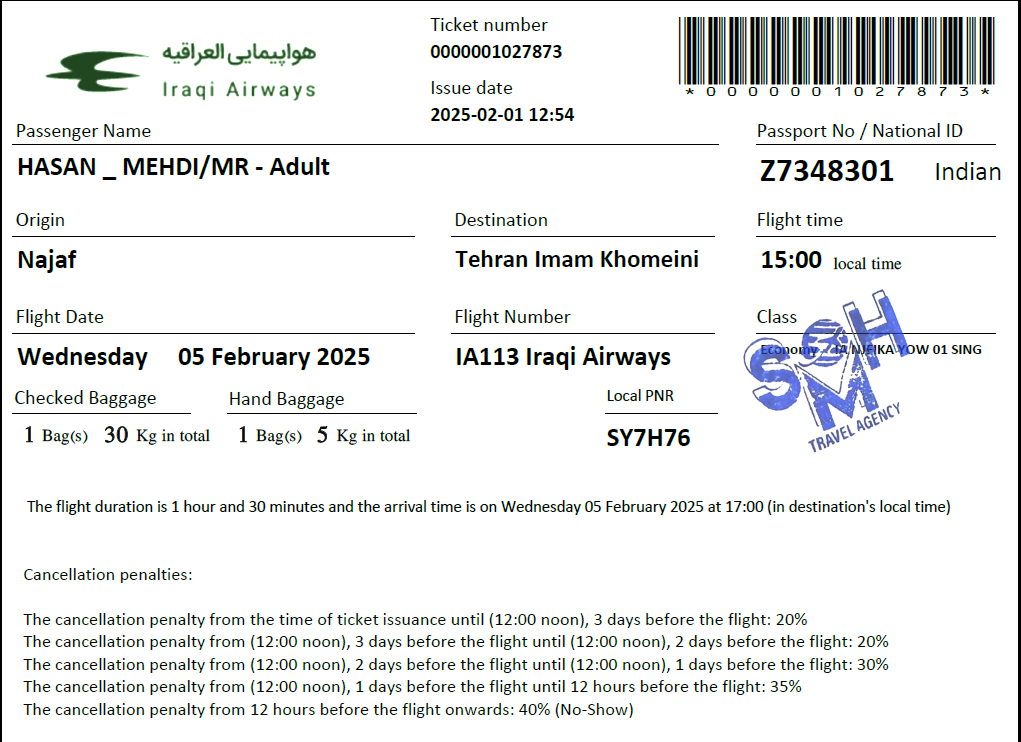 هواپیمایی العراقیه
Iraqi Airways
Ticket number
0000001027873
Issue date
2025-02-01 12:54
*0000001027873*
Passenger Name
Passport No / National ID
HASAN _ MEHDI/MR - Adult
Z7348301 Indian
Origin
Destination
Flight time
Najaf
Tehran Imam Khomeini
15:00 local time
Flight Date
Flight Number
Class
Wednesday 05 February 2025
IA113 Iraqi Airways
Economy / IA N/FIKA YOW 01 SING
SMH
TRAVEL AGENCY
Checked Baggage
Hand Baggage
Local PNR
1 Bag(s) 30 Kg in total
1 Bag(s) 5 Kg in total
SY7H76
The flight duration is 1 hour and 30 minutes and the arrival time is on Wednesday 05 February 2025 at 17:00 (in destination's local time)
Cancellation penalties:
The cancellation penalty from the time of ticket issuance until (12:00 noon), 3 days before the flight: 20%
The cancellation penalty from (12:00 noon), 3 days before the flight until (12:00 noon), 2 days before the flight: 20%
The cancellation penalty from (12:00 noon), 2 days before the flight until (12:00 noon), 1 days before the flight: 30%
The cancellation penalty from (12:00 noon), 1 days before the flight until 12 hours before the flight: 35%
The cancellation penalty from 12 hours before the flight onwards: 40% (No-Show)